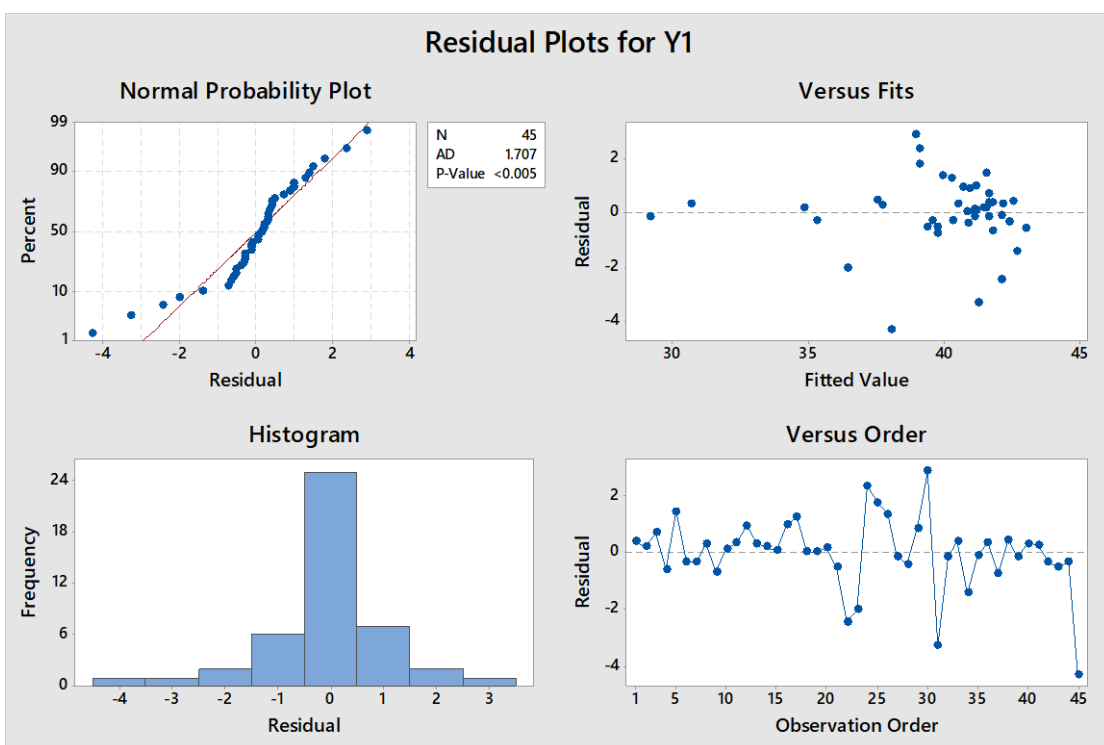 Residual Plots for Y1
Normal Probability Plot
99
90
50
10
1
Percent
-4 -2 0 2 4
Residual
N 45
AD 1.707
P-Value <0.005
Versus Fits
2
0
-2
-4
Residual
30 35 40 45
Fitted Value
Histogram
24
18
12
6
0
Frequency
-4 -3 -2 -1 0 1 2 3
Residual
Versus Order
2
0
-2
-4
Residual
1 5 10 15 20 25 30 35 40 45
Observation Order